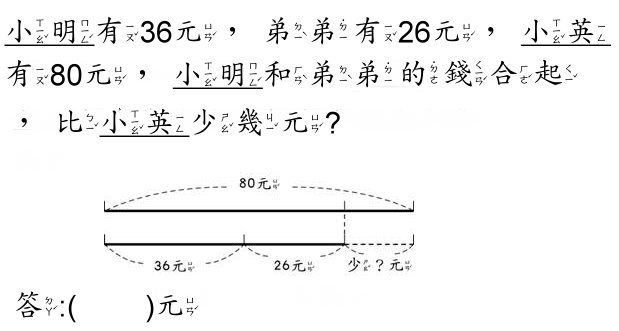 小明有36元，弟弟有26元，小英
有80元，小明和弟弟的錢合起
，比小英少幾元?
80元
36元 26元 少？元
答:( )元